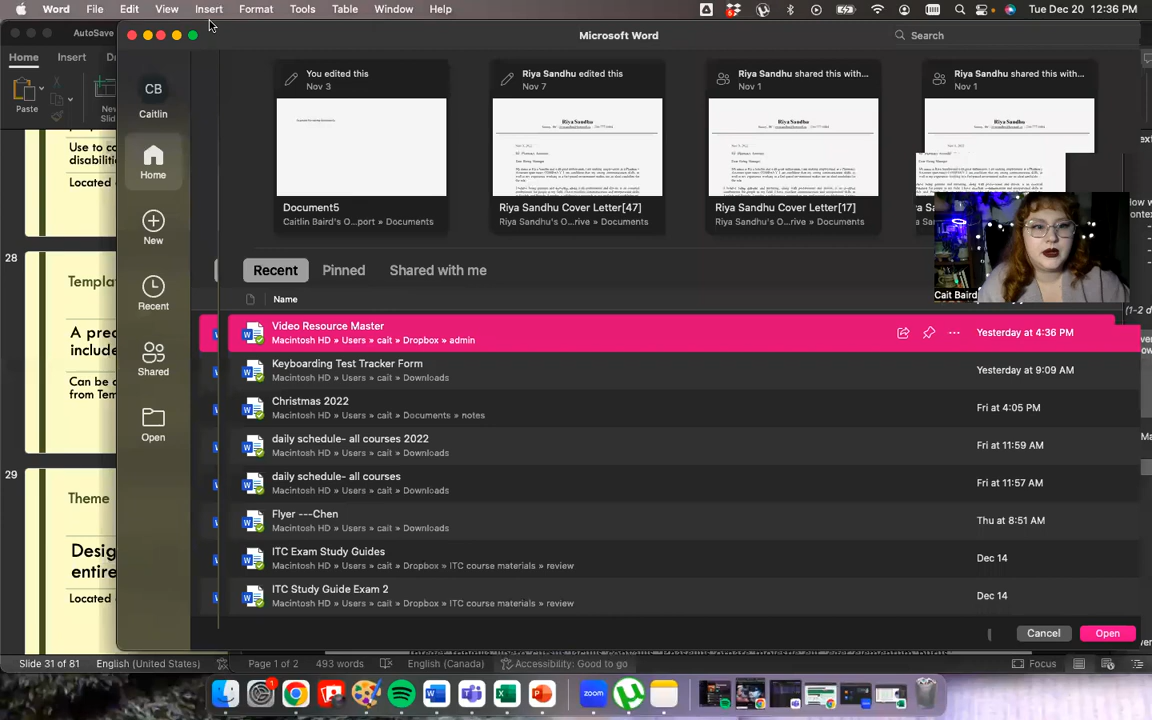 Word File Edit View Insert Format Tools Table Window Help
Tue Dec 20 12:36 PM
AutoSave
Microsoft Word
Search
Home Insert
Paste
New
CB
Caitlin
Home
New
Recent
Shared
Open
You edited this
Nov 3
Riya Sandhu edited this
Nov 7
Riya Sandhu shared this with...
Nov 1
Riya Sandhu shared this with...
Nov 1
Riya Sandhu
Riya Sandhu
Riya Sandhu
Document5
Caitlin Baird's O...port » Documents
Riya Sandhu Cover Letter[47]
Riya Sandhu's O...rive » Documents
Riya Sandhu Cover Letter[17]
Riya Sandhu's O...rive » Documents
Cait Baird
Recent Pinned Shared with me
Name
Video Resource Master
Macintosh HD » Users » cait » Dropbox » admin
Yesterday at 4:36 PM
Keyboarding Test Tracker Form
Macintosh HD » Users » cait » Downloads
Yesterday at 9:09 AM
Christmas 2022
Macintosh HD » Users » cait » Documents » notes
Fri at 4:05 PM
daily schedule- all courses 2022
Macintosh HD » Users » cait » Downloads
Fri at 11:59 AM
daily schedule- all courses
Macintosh HD » Users » cait » Downloads
Fri at 11:57 AM
Flyer ---Chen
Macintosh HD » Users » cait » Downloads
Thu at 8:51 AM
ITC Exam Study Guides
Macintosh HD » Users » cait » Dropbox » ITC course materials » review
Dec 14
ITC Study Guide Exam 2
Macintosh HD » Users » cait » Dropbox » ITC course materials » review
Dec 14
Cancel Open
Use to c
disabilities
Located
28
Templa
A pre
include
Can be
from Tem
29
Theme
Desig
entire
Located
(1-2 d
Slide 31 of 81 English (United States)
Page 1 of 2 493 words English (Canada) Accessibility: Good to go
Focus
1